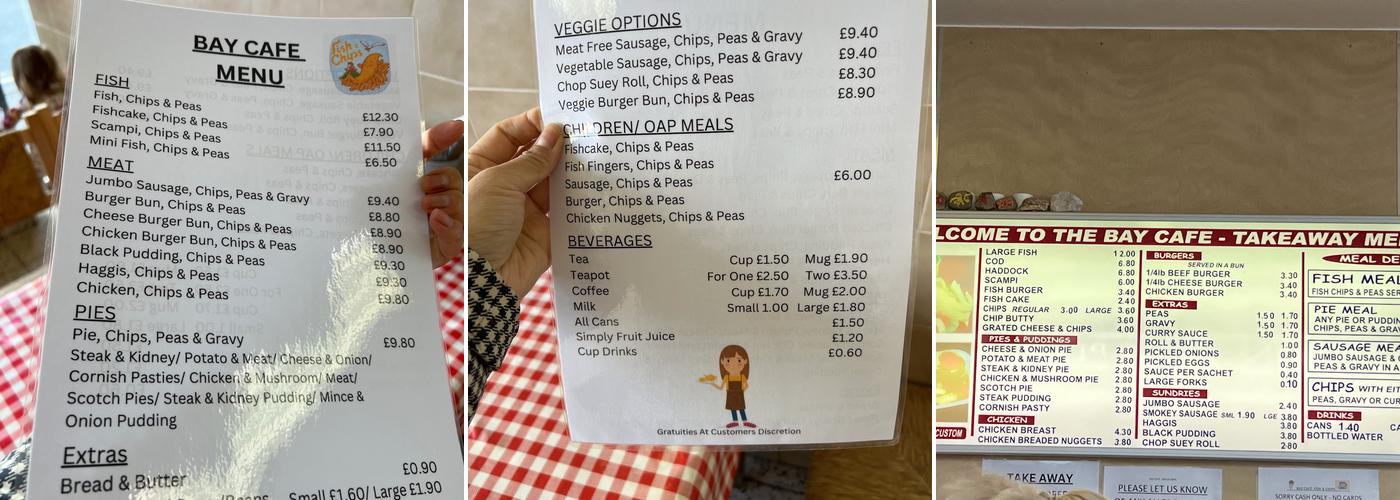 BAY CAFE
MENU
Fish & Chips
FISH
Fish, Chips & Peas £12.30
Fishcake, Chips & Peas £7.90
Scampi, Chips & Peas £11.50
Mini Fish, Chips & Peas £6.50
MEAT
Jumbo Sausage, Chips, Peas & Gravy £9.40
Burger Bun, Chips & Peas £8.80
Cheese Burger Bun, Chips & Peas £8.90
Chicken Burger Bun, Chips & Peas £8.90
Black Pudding, Chips & Peas £9.30
Haggis, Chips & Peas £9.30
Chicken, Chips & Peas £9.80
PIES
Pie, Chips, Peas & Gravy £9.80
Steak & Kidney/ Potato & Meat/ Cheese & Onion/
Cornish Pasties/ Chicken & Mushroom/ Meat/
Scotch Pies/ Steak & Kidney Pudding/ Mince &
Onion Pudding
Extras
Bread & Butter £0.90
Small £1.60/ Large £1.90
VEGGIE OPTIONS
Meat Free Sausage, Chips, Peas & Gravy £9.40
Vegetable Sausage, Chips, Peas & Gravy £9.40
Chop Suey Roll, Chips & Peas £8.30
Veggie Burger Bun, Chips & Peas £8.90
CHILDREN/ OAP MEALS
Fishcake, Chips & Peas
Fish Fingers, Chips & Peas
Sausage, Chips & Peas £6.00
Burger, Chips & Peas
Chicken Nuggets, Chips & Peas
BEVERAGES
Tea Cup £1.50 Mug £1.90
Teapot For One £2.50 Two £3.50
Coffee Cup £1.70 Mug £2.00
Milk Small 1.00 Large £1.80
All Cans £1.50
Simply Fruit Juice £1.20
Cup Drinks £0.60
Gratuities At Customers Discretion
LCOME TO THE BAY CAFE - TAKEAWAY ME
LARGE FISH 12.00
COD 6.80
HADDOCK 6.80
SCAMPI 6.00
FISH BURGER 3.40
FISH CAKE 2.40
CHIPS REGULAR 3.00 LARGE 3.60
CHIP BUTTY 3.60
GRATED CHEESE & CHIPS 4.00
PIES & PUDDINGS
CHEESE & ONION PIE 2.80
POTATO & MEAT PIE 2.80
STEAK & KIDNEY PIE 2.80
CHICKEN & MUSHROOM PIE 2.80
SCOTCH PIE 2.80
STEAK PUDDING 2.80
CORNISH PASTY 2.80
CHICKEN
CHICKEN BREAST 4.30
CHICKEN BREADED NUGGETS 3.80
CUSTOM
BURGERS
SERVED IN A BUN
1/4lb BEEF BURGER 3.30
1/4lb CHEESE BURGER 3.40
CHICKEN BURGER 3.40
EXTRAS
PEAS 1.50 1.70
GRAVY 1.50 1.70
CURRY SAUCE 1.50 1.70
ROLL & BUTTER 1.00
PICKLED ONIONS 0.80
PICKLED EGGS 0.90
SAUCE PER SACHET 0.40
LARGE FORKS 0.10
SUNDRIES
JUMBO SAUSAGE 2.40
SMOKEY SAUSAGE SML 1.90 LGE 3.80
HAGGIS 3.80
BLACK PUDDING 3.80
CHOP SUEY ROLL 2.80
MEAL DE
FISH MEAL
FISH CHIPS & PEAS SER
PIE MEAL
ANY PIE OR PUDDIN
CHIPS, PEAS & GRAV
SAUSAGE MEA
JUMBO SAUSAGE &
PEAS & GRAVY IN A
CHIPS WITH EIT
PEAS, GRAVY OR CUR
DRINKS
CANS 1.40 CA
BOTTLED WATER
TAKE AWAY
PLEASE LET US KNOW
SORRY CASH ONLY - NO CARDS